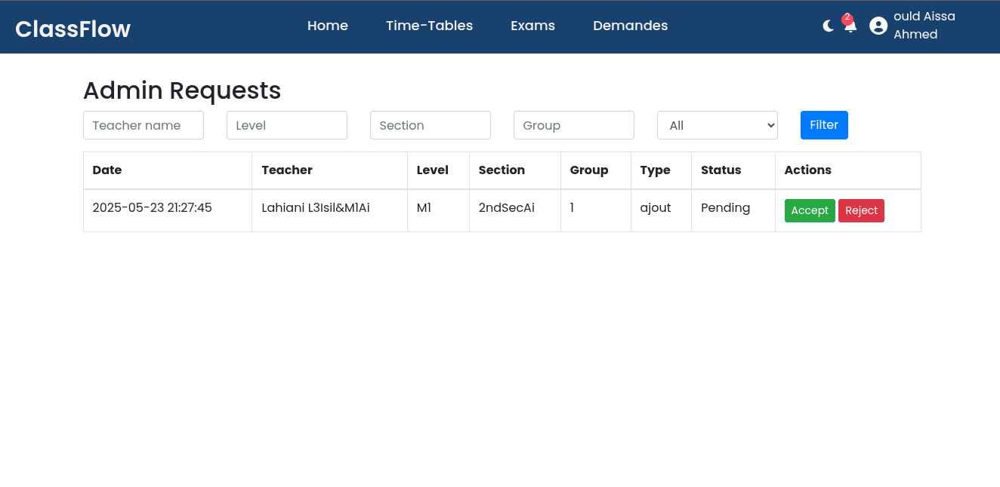 ClassFlow
Home
Time-Tables
Exams
Demandes
2
ould Aissa
Ahmed
Admin Requests
Teacher name
Level
Section
Group
All
Filter
Date Teacher Level Section Group Type Status Actions
2025-05-23 21:27:45 Lahiani L3Isil&M1Ai M1 2ndSecAi 1 ajout Pending Accept Reject